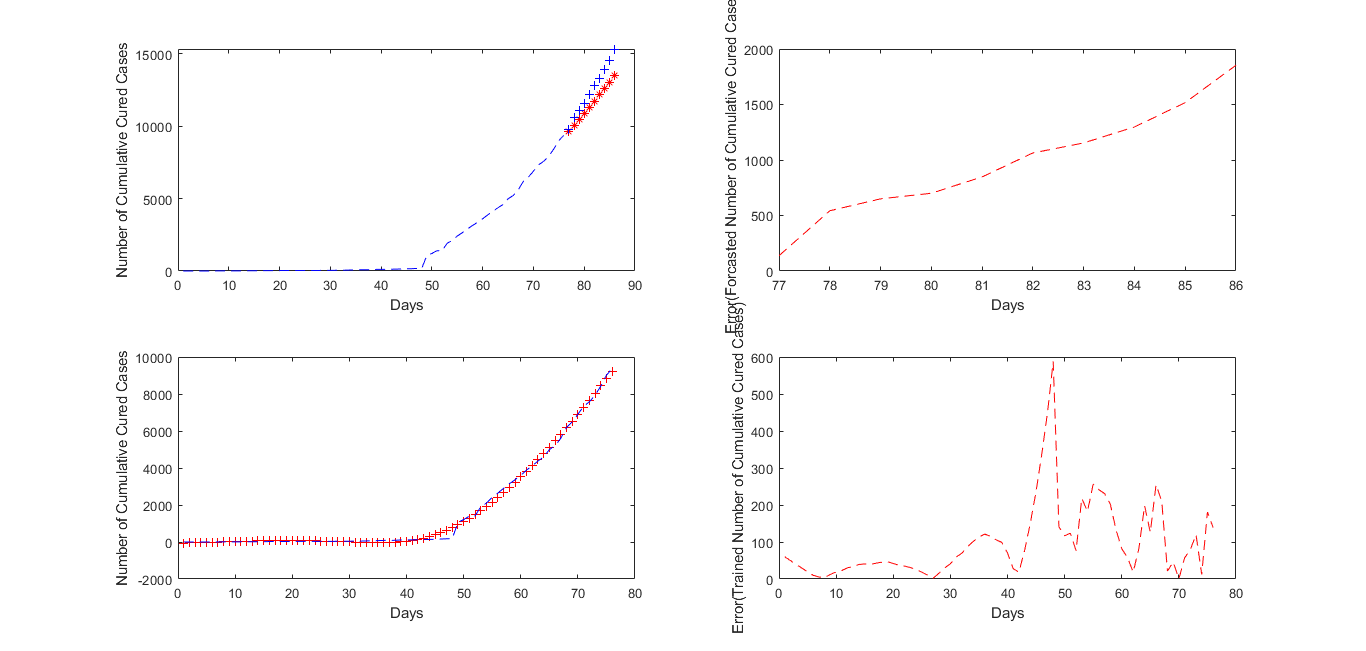 Number of Cumulative Cured Cases
15000
10000
5000
0
0 10 20 30 40 50 60 70 80 90
Days
Error(Forcasted Number of Cumulative Cured Case
2000
1500
1000
500
0
77 78 79 80 81 82 83 84 85 86
Days
Number of Cumulative Cured Cases
10000
8000
6000
4000
2000
0
-2000
0 10 20 30 40 50 60 70 80
Days
Error(Trained Number of Cumulative Cured Cases)
600
500
400
300
200
100
0
0 10 20 30 40 50 60 70 80
Days